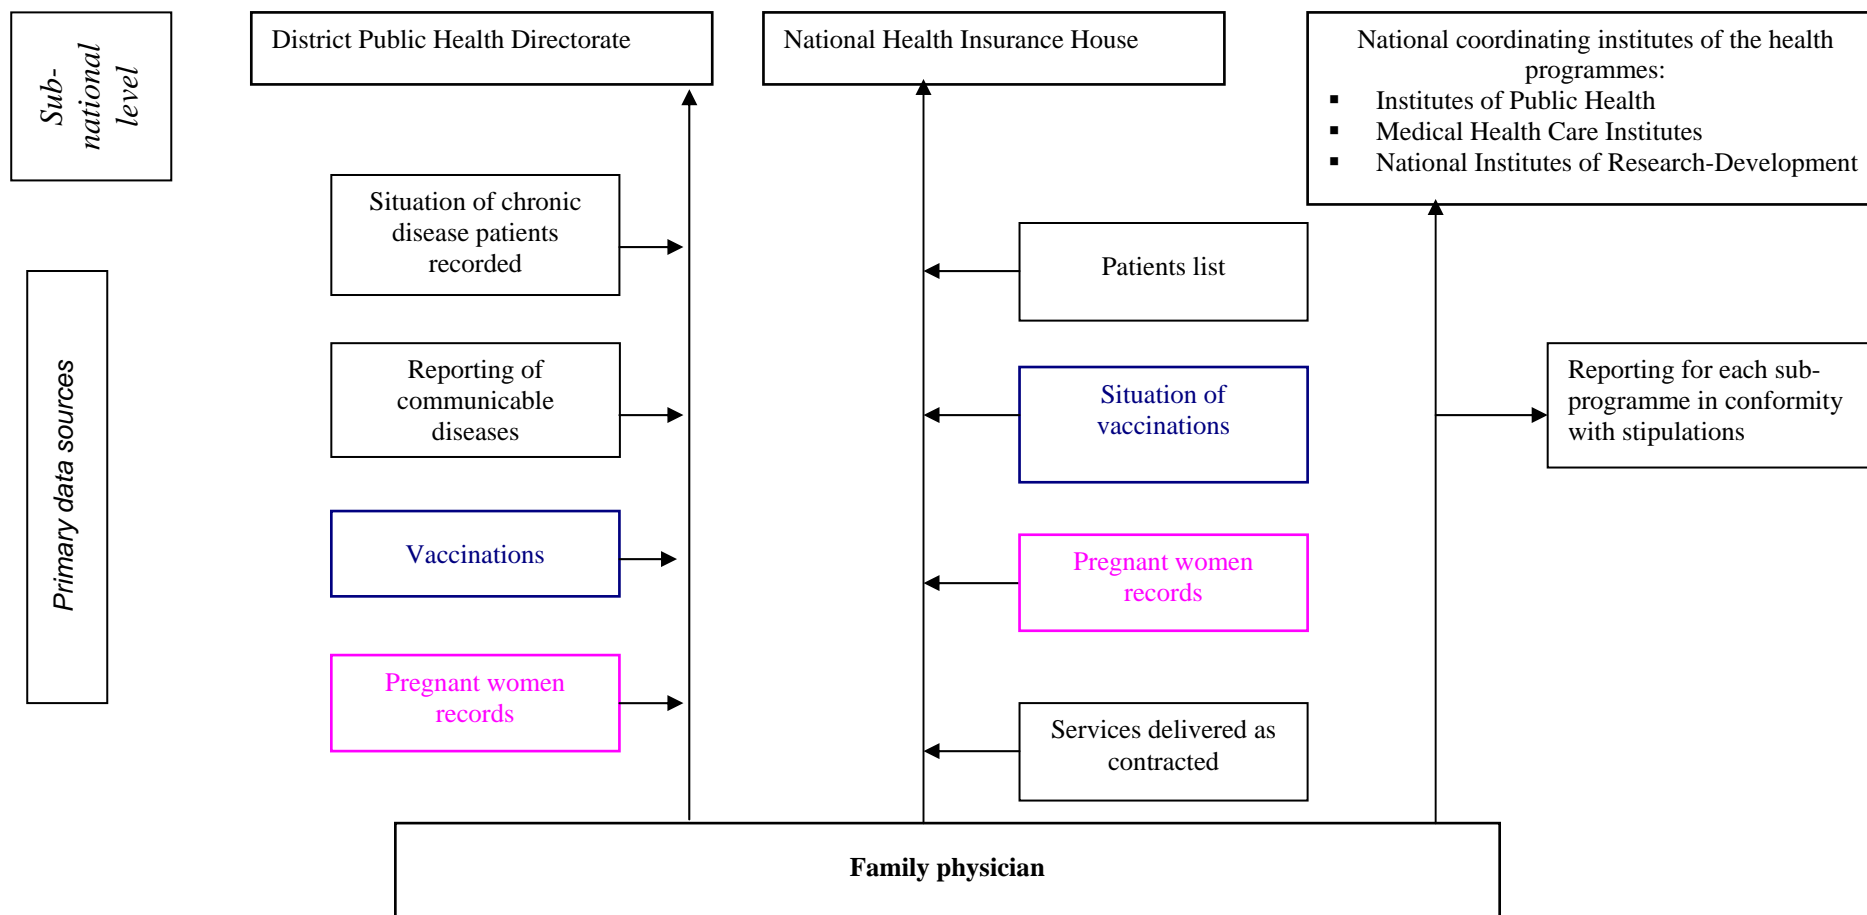 Sub-
national
level
District Public Health Directorate
National Health Insurance House
National coordinating institutes of the health
programmes:
▪ Institutes of Public Health
▪ Medical Health Care Institutes
▪ National Institutes of Research-Development
Primary data sources
Situation of chronic
disease patients
recorded
Reporting of
communicable
diseases
Vaccinations
Pregnant women
records
Patients list
Situation of
vaccinations
Pregnant women
records
Services delivered as
contracted
Reporting for each sub-
programme in conformity
with stipulations
Family physician